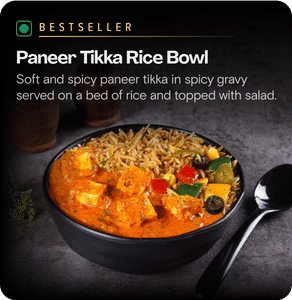 BESTSELLER
Paneer Tikka Rice Bowl
Soft and spicy paneer tikka in spicy gravy
served on a bed of rice and topped with salad.